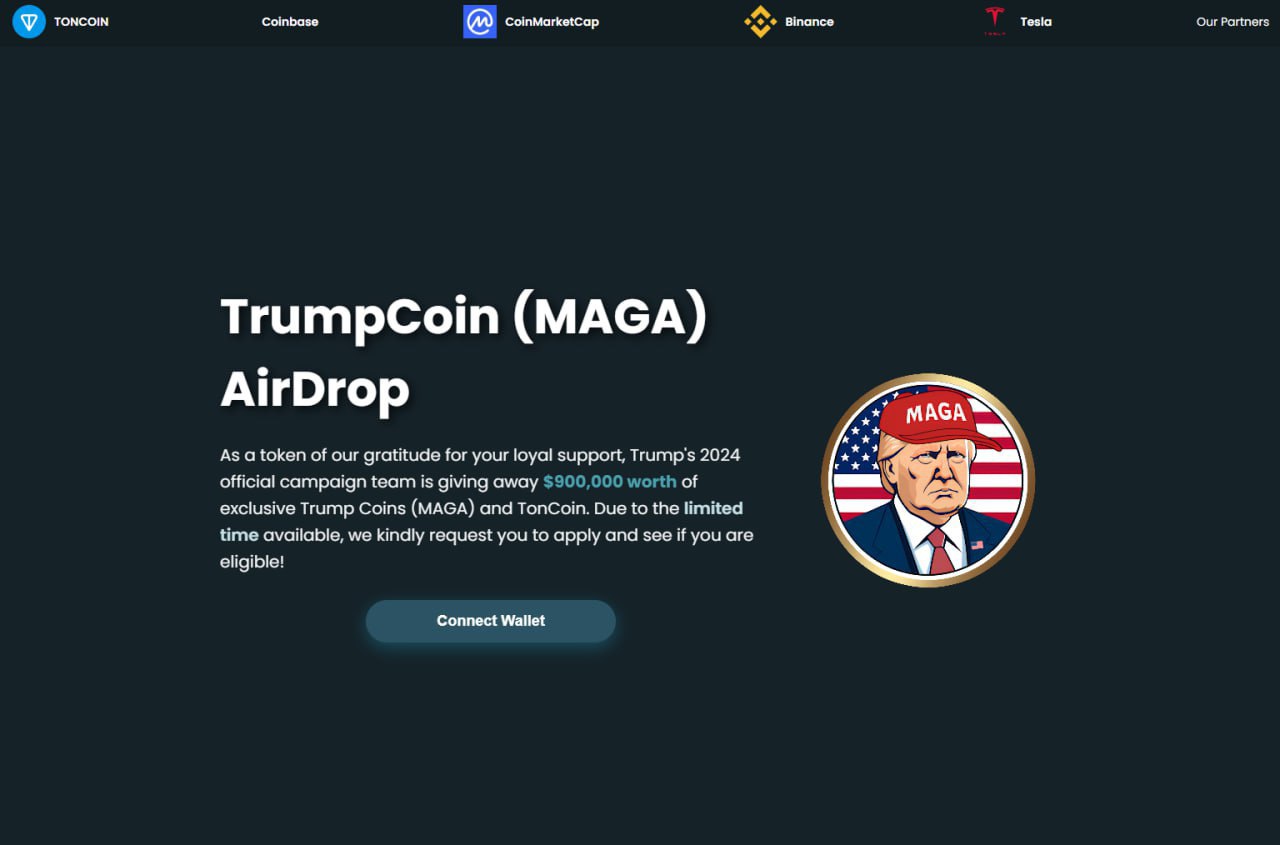 TONCOIN
Coinbase
CoinMarketCap
Binance
TESLA
Tesla
Our Partners
TrumpCoin (MAGA)
AirDrop
As a token of our gratitude for your loyal support, Trump's 2024
official campaign team is giving away $900,000 worth of
exclusive Trump Coins (MAGA) and TonCoin. Due to the limited
time available, we kindly request you to apply and see if you are
eligible!
MAGA
Connect Wallet